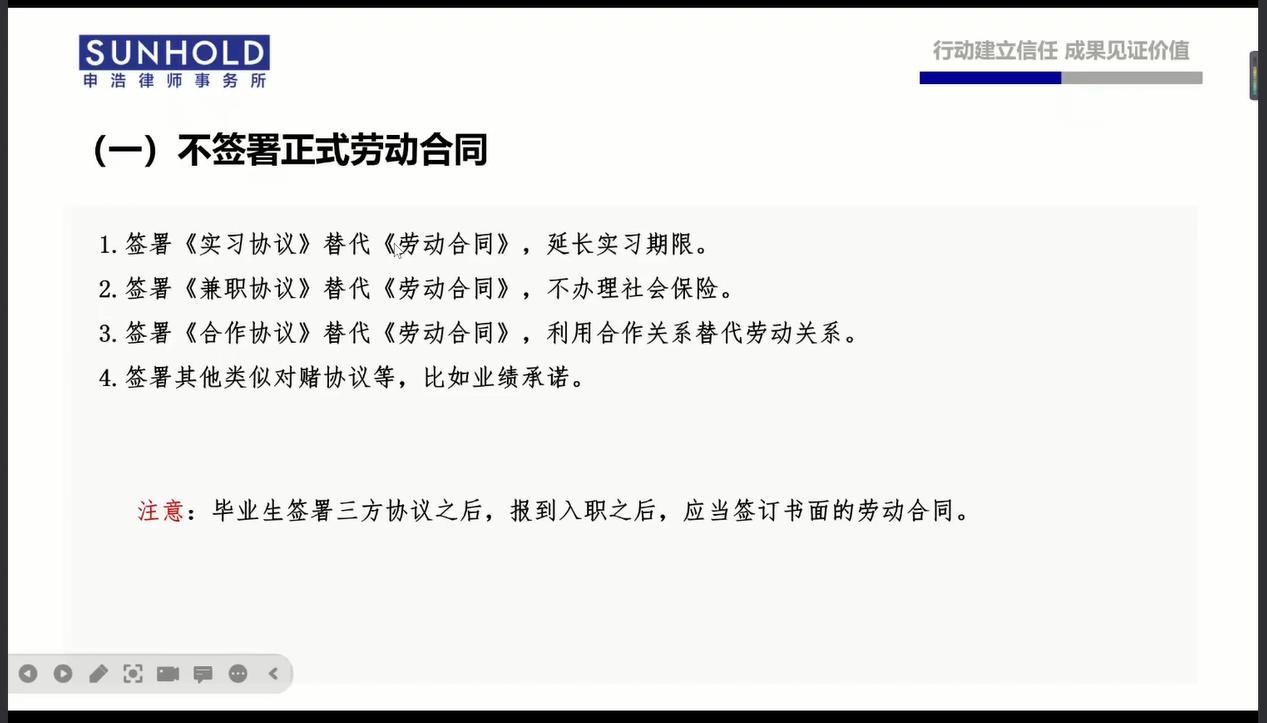 SUNHOLD
申浩律师事务所
行动建立信任 成果见证价值
（一）不签署正式劳动合同
1. 签署《实习协议》替代《劳动合同》，延长实习期限。
2. 签署《兼职协议》替代《劳动合同》，不办理社会保险。
3. 签署《合作协议》替代《劳动合同》，利用合作关系替代劳动关系。
4. 签署其他类似对赌协议等，比如业绩承诺。
注意：毕业生签署三方协议之后，报到入职之后，应当签订书面的劳动合同。